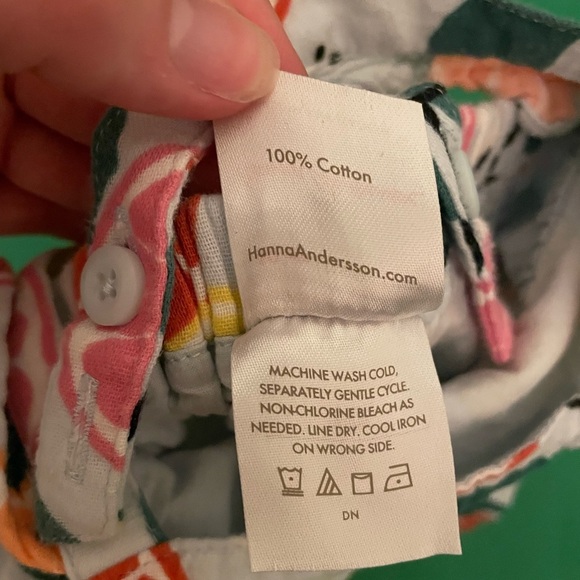 100% Cotton
HannaAndersson.com
MACHINE WASH COLD,
SEPARATELY GENTLE CYCLE.
NON-CHLORINE BLEACH AS
NEEDED. LINE DRY. COOL IRON
ON WRONG SIDE.
DN